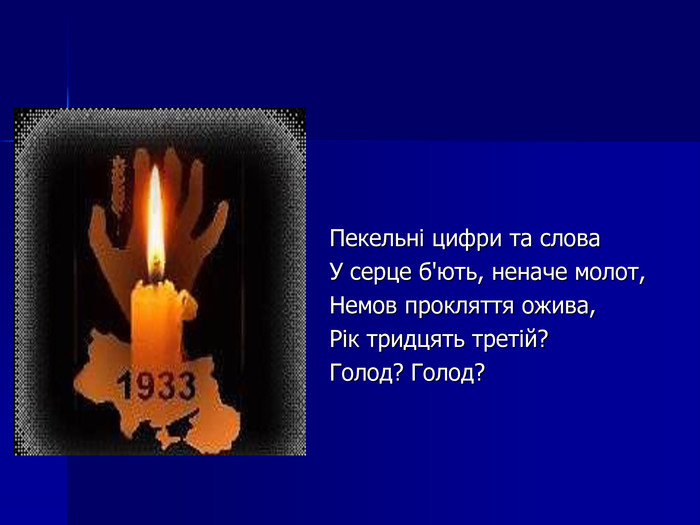 1933
Пекельні цифри та слова
У серце б'ють, неначе молот,
Немов прокляття ожива,
Рік тридцять третій?
Голод? Голод?